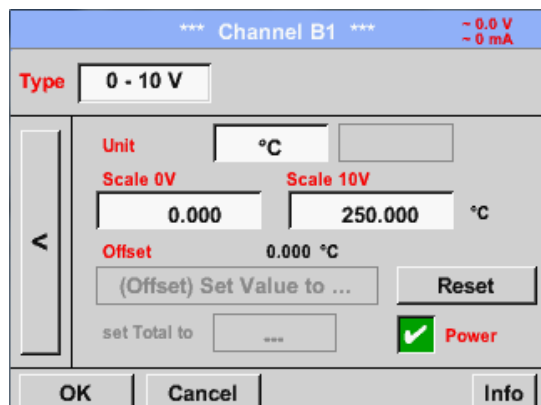 *** Channel B1 ***
~ 0.0 V
~ 0 mA
Type 0 - 10 V
Unit °C
Scale 0V Scale 10V
0.000 250.000 °C
<
Offset 0.000 °C
(Offset) Set Value to ... Reset
set Total to --- Power
OK Cancel Info